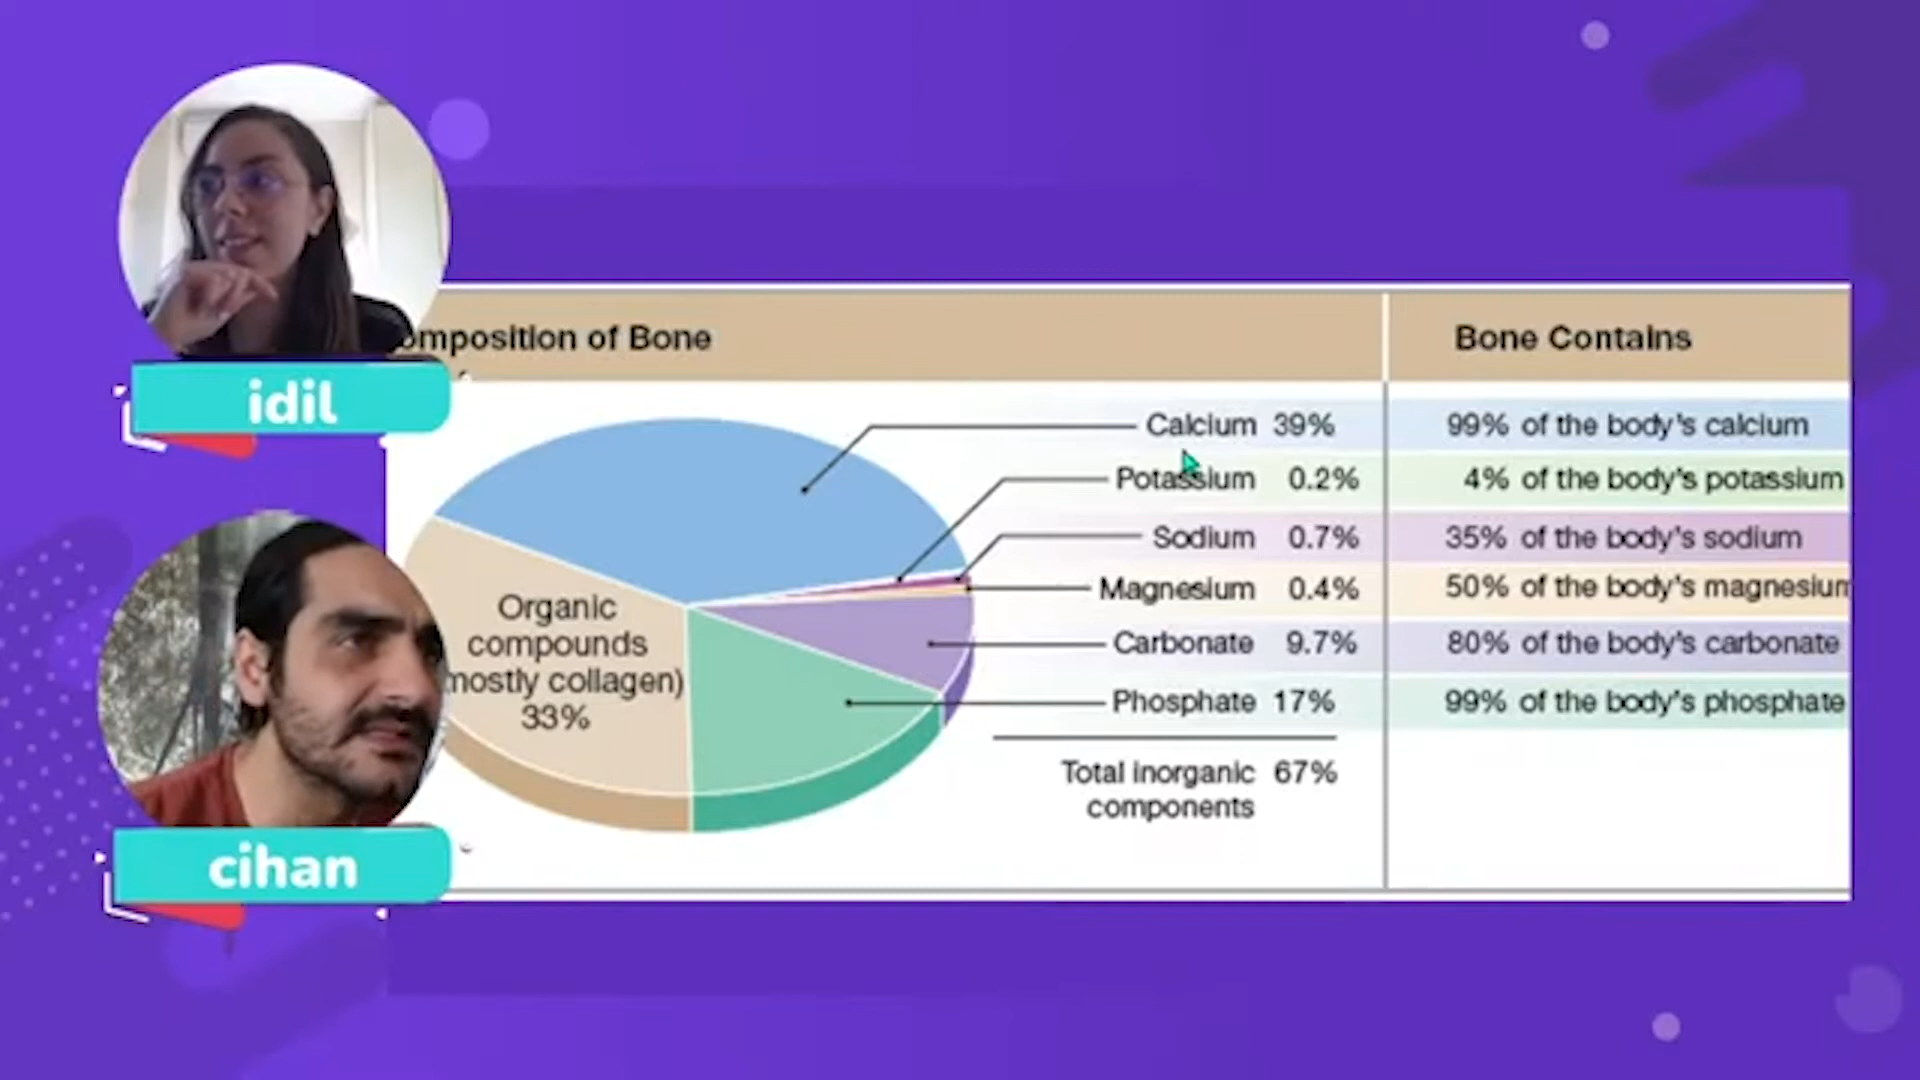 idil
cihan
omposition of Bone
Bone Contains
Calcium 39%
99% of the body's calcium
Potassium 0.2%
4% of the body's potassium
Sodium 0.7%
35% of the body's sodium
Magnesium 0.4%
50% of the body's magnesium
Carbonate 9.7%
80% of the body's carbonate
Phosphate 17%
99% of the body's phosphate
Total inorganic 67%
components
Organic
compounds
mostly collagen)
33%